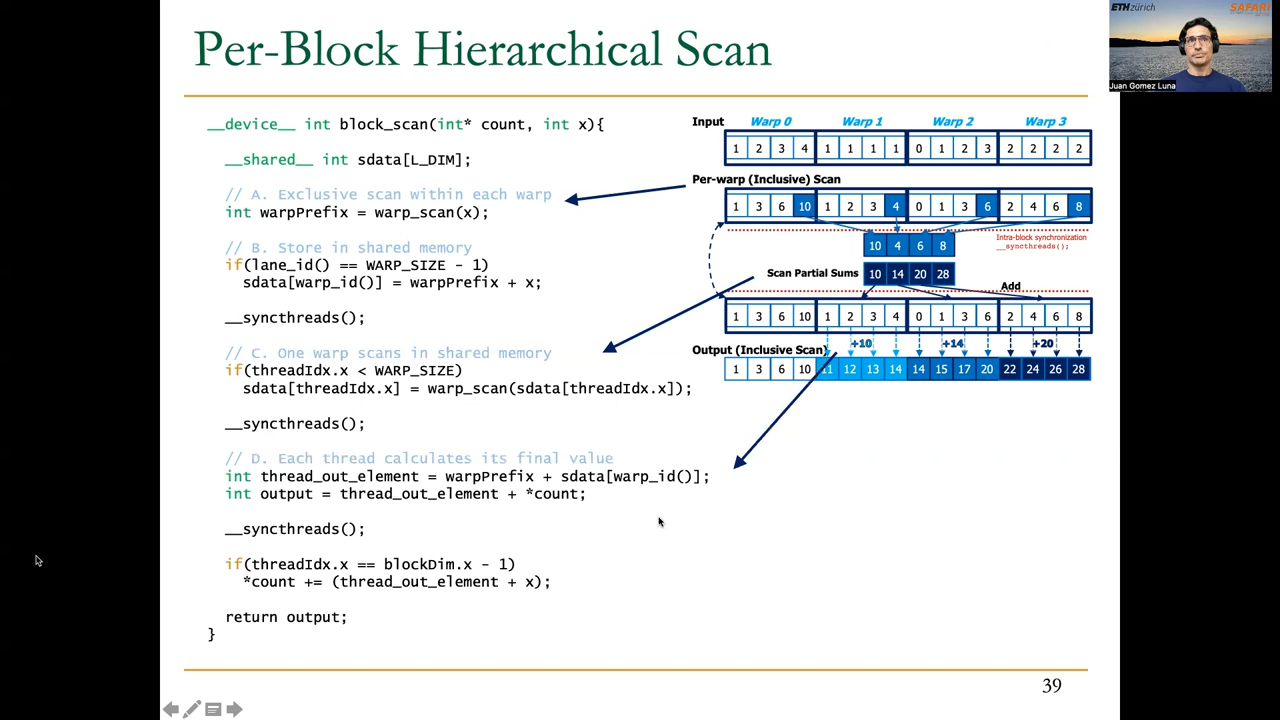 Per-Block Hierarchical Scan
ETH zürich
SAFARI
Juan Gomez Luna
__device__ int block_scan(int* count, int x){
__shared__ int sdata[L_DIM];
// A. Exclusive scan within each warp
int warpPrefix = warp_scan(x);
// B. Store in shared memory
if(lane_id() == WARP_SIZE - 1)
sdata[warp_id()] = warpPrefix + x;
__syncthreads();
// C. One warp scans in shared memory
if(threadIdx.x < WARP_SIZE)
sdata[threadIdx.x] = warp_scan(sdata[threadIdx.x]);
__syncthreads();
// D. Each thread calculates its final value
int thread_out_element = warpPrefix + sdata[warp_id()];
int output = thread_out_element + *count;
__syncthreads();
if(threadIdx.x == blockDim.x - 1)
*count += (thread_out_element + x);
return output;
}
Input Warp 0 Warp 1 Warp 2 Warp 3
1 2 3 4 1 1 1 1 0 1 2 3 2 2 2 2
Per-warp (Inclusive) Scan
1 3 6 10 1 2 3 4 0 1 3 6 2 4 6 8
Intra-block synchronization
__syncthreads();
10 4 6 8
Scan Partial Sums 10 14 20 28
Add
1 3 6 10 1 2 3 4 0 1 3 6 2 4 6 8
+10 +14 +20
Output (Inclusive Scan)
1 3 6 10 11 12 13 14 14 15 17 20 22 24 26 28
39